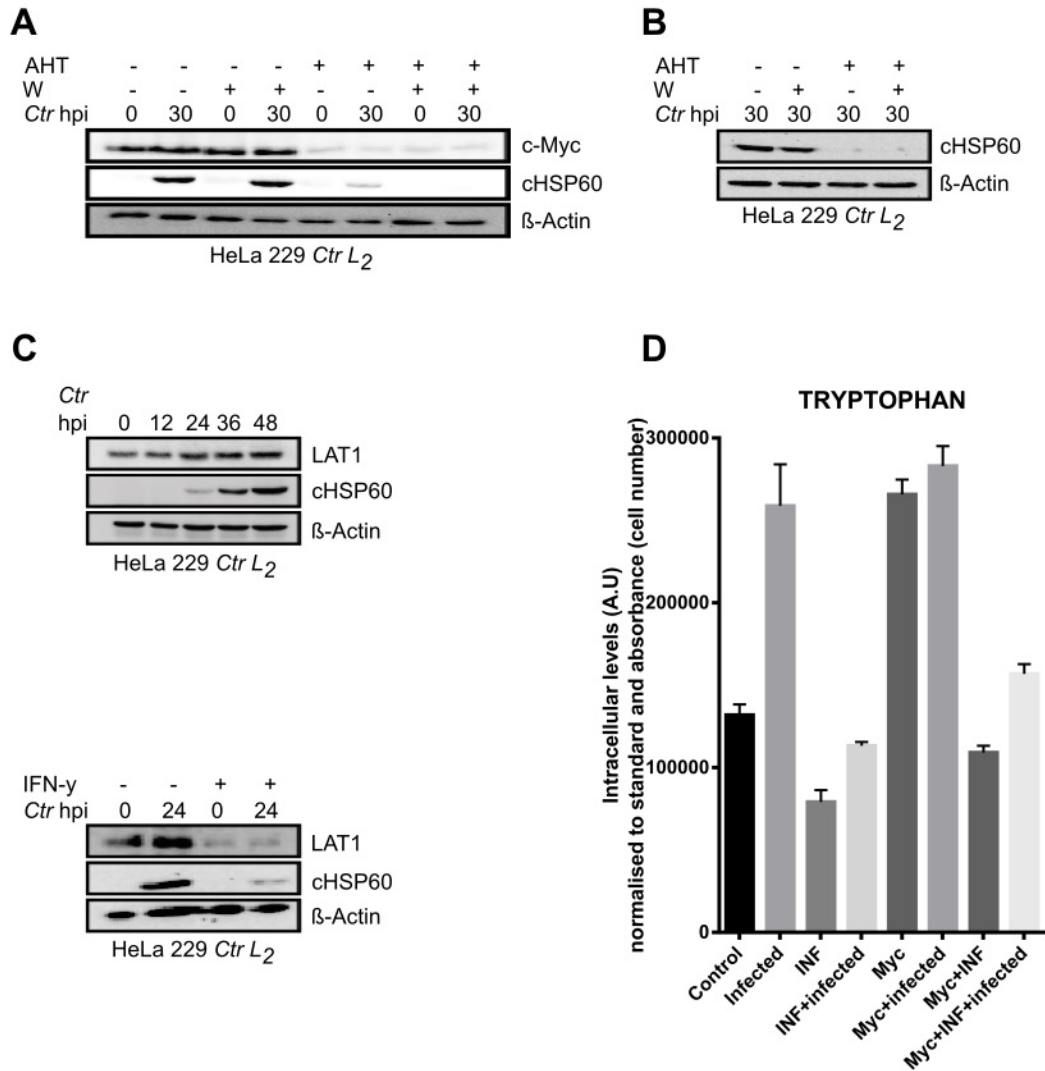 A
AHT - - - - + + + +
W - - + + - - + +
Ctr hpi 0 30 0 30 0 30 0 30
c-Myc
cHSP60
ß-Actin
HeLa 229 Ctr L2
B
AHT - - + +
W - + - +
Ctr hpi 30 30 30 30
cHSP60
ß-Actin
HeLa 229 Ctr L2
C
Ctr
hpi 0 12 24 36 48
LAT1
cHSP60
ß-Actin
HeLa 229 Ctr L2
IFN-y - - + +
Ctr hpi 0 24 0 24
LAT1
cHSP60
ß-Actin
HeLa 229 Ctr L2
D
TRYPTOPHAN
Intracellular levels (A.U)
normalised to standard and absorbance (cell number)
300000
200000
100000
0
Control
Infected
INF
INF+infected
Myc
Myc+infected
Myc+INF
Myc+INF+infected